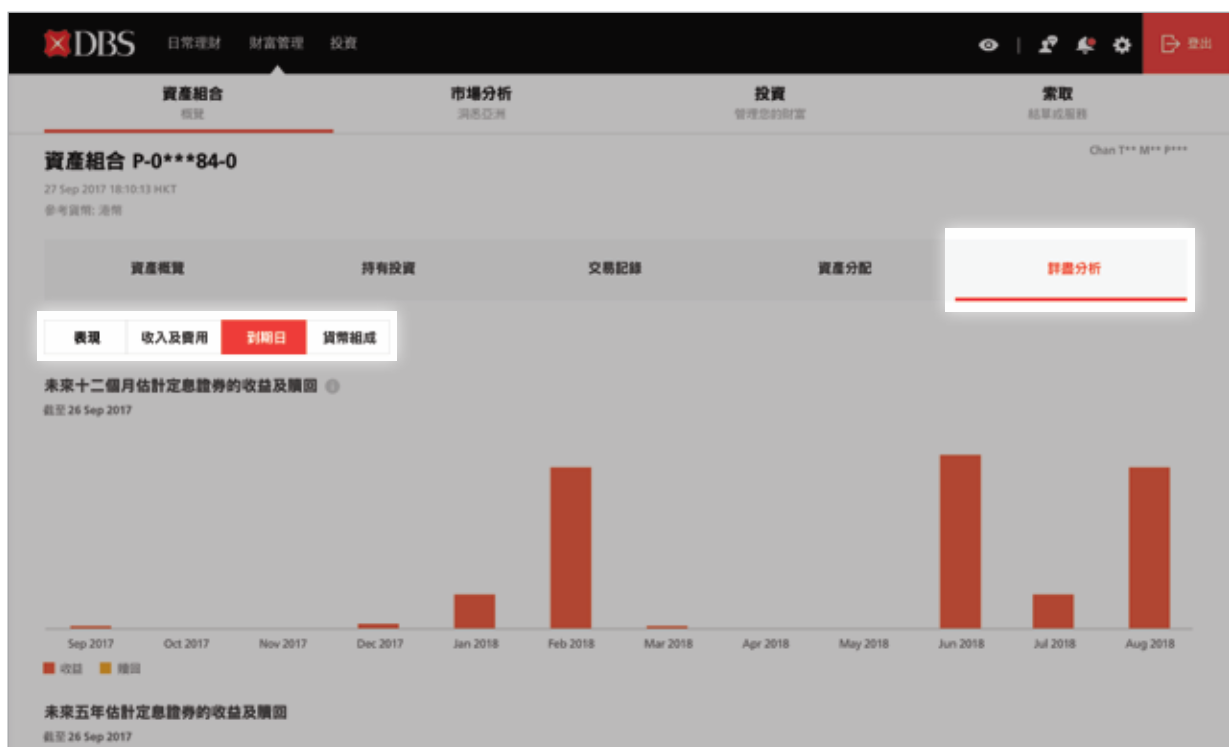 DBS 日常理財 財富管理 投資 登出
資產組合 市場分析 投資 索取
概覽 洞悉亞洲 管理您的財富 結單或服務
資產組合 P-0***84-0 Chan T** M** P***
27 Sep 2017 18:10:13 HKT
參考貨幣: 港幣
資產概覽 持有投資 交易記錄 資產分配 詳盡分析
表現 收入及費用 到期日 貨幣組成
未來十二個月估計定息證券的收益及贖回
截至 26 Sep 2017
Sep 2017 Oct 2017 Nov 2017 Dec 2017 Jan 2018 Feb 2018 Mar 2018 Apr 2018 May 2018 Jun 2018 Jul 2018 Aug 2018
收益 贖回
未來五年估計定息證券的收益及贖回
截至 26 Sep 2017